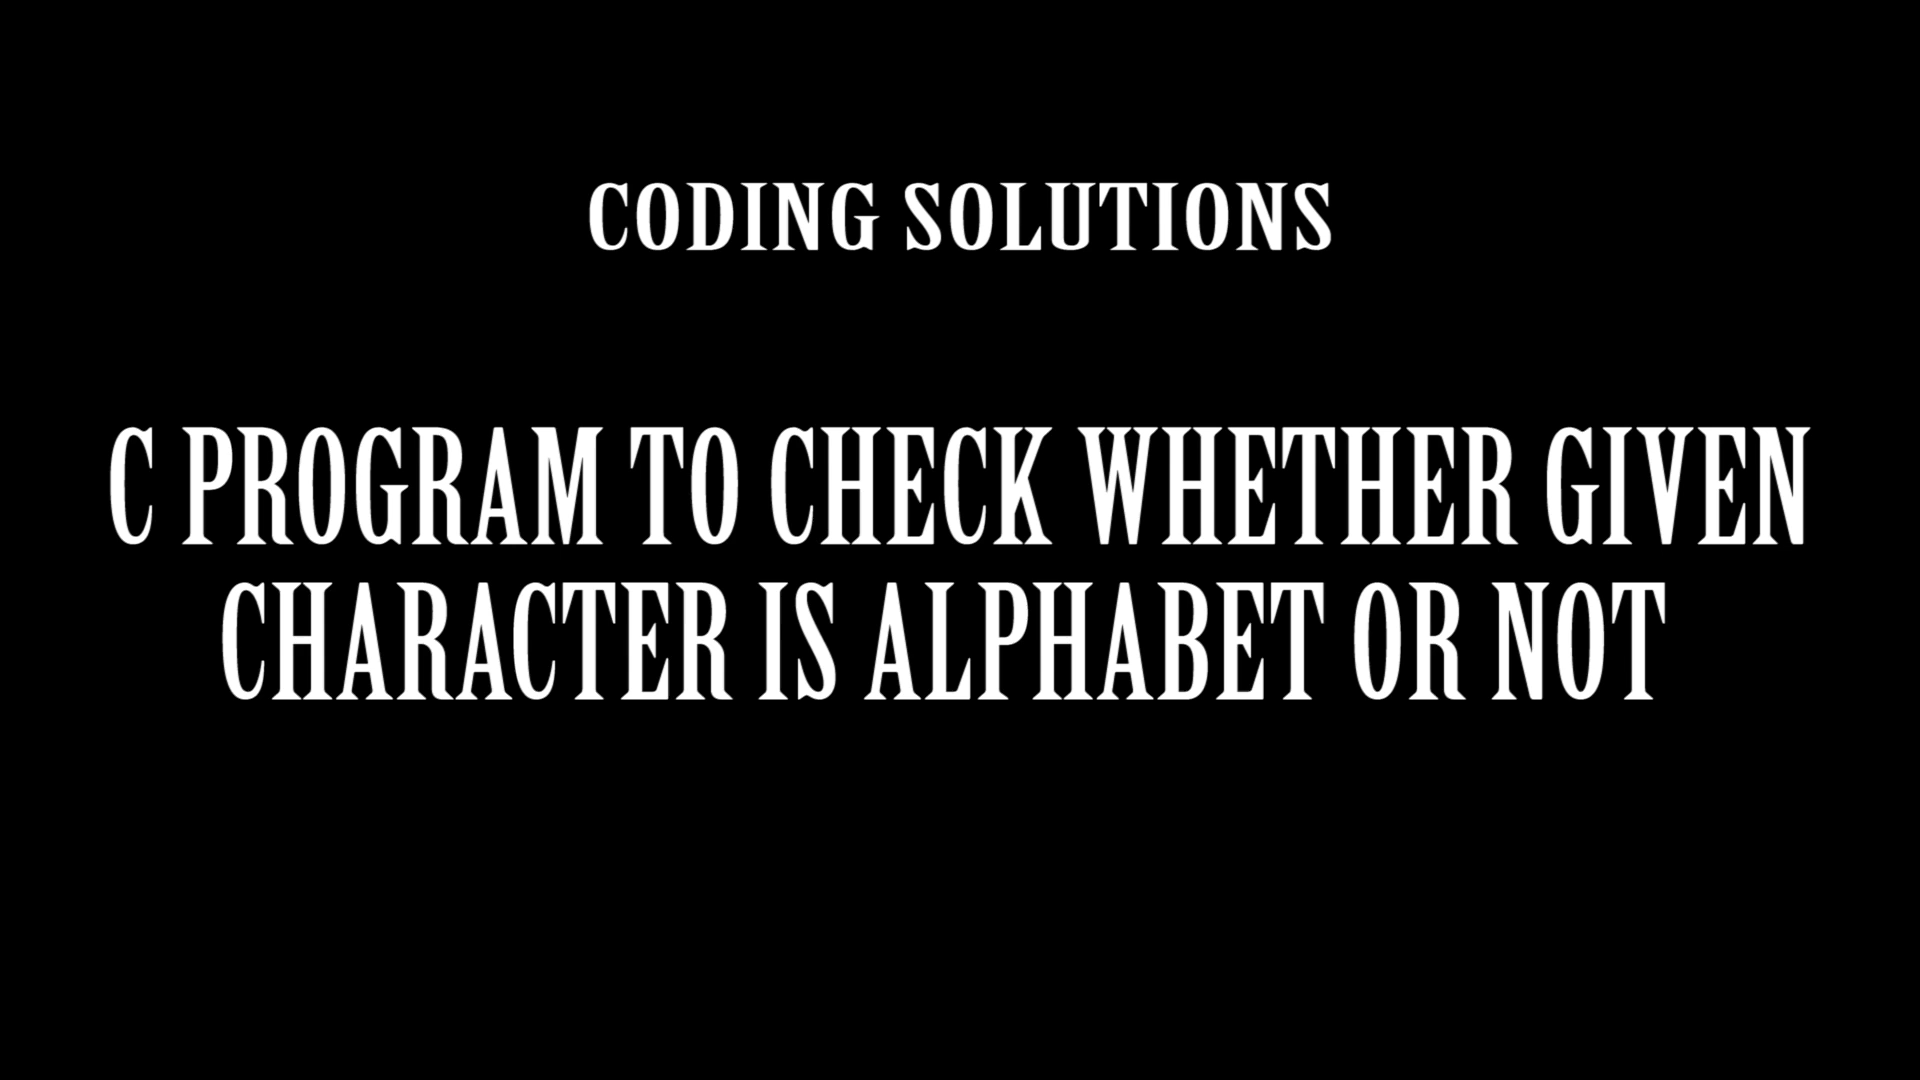 CODING SOLUTIONS
C PROGRAM TO CHECK WHETHER GIVEN
CHARACTER IS ALPHABET OR NOT